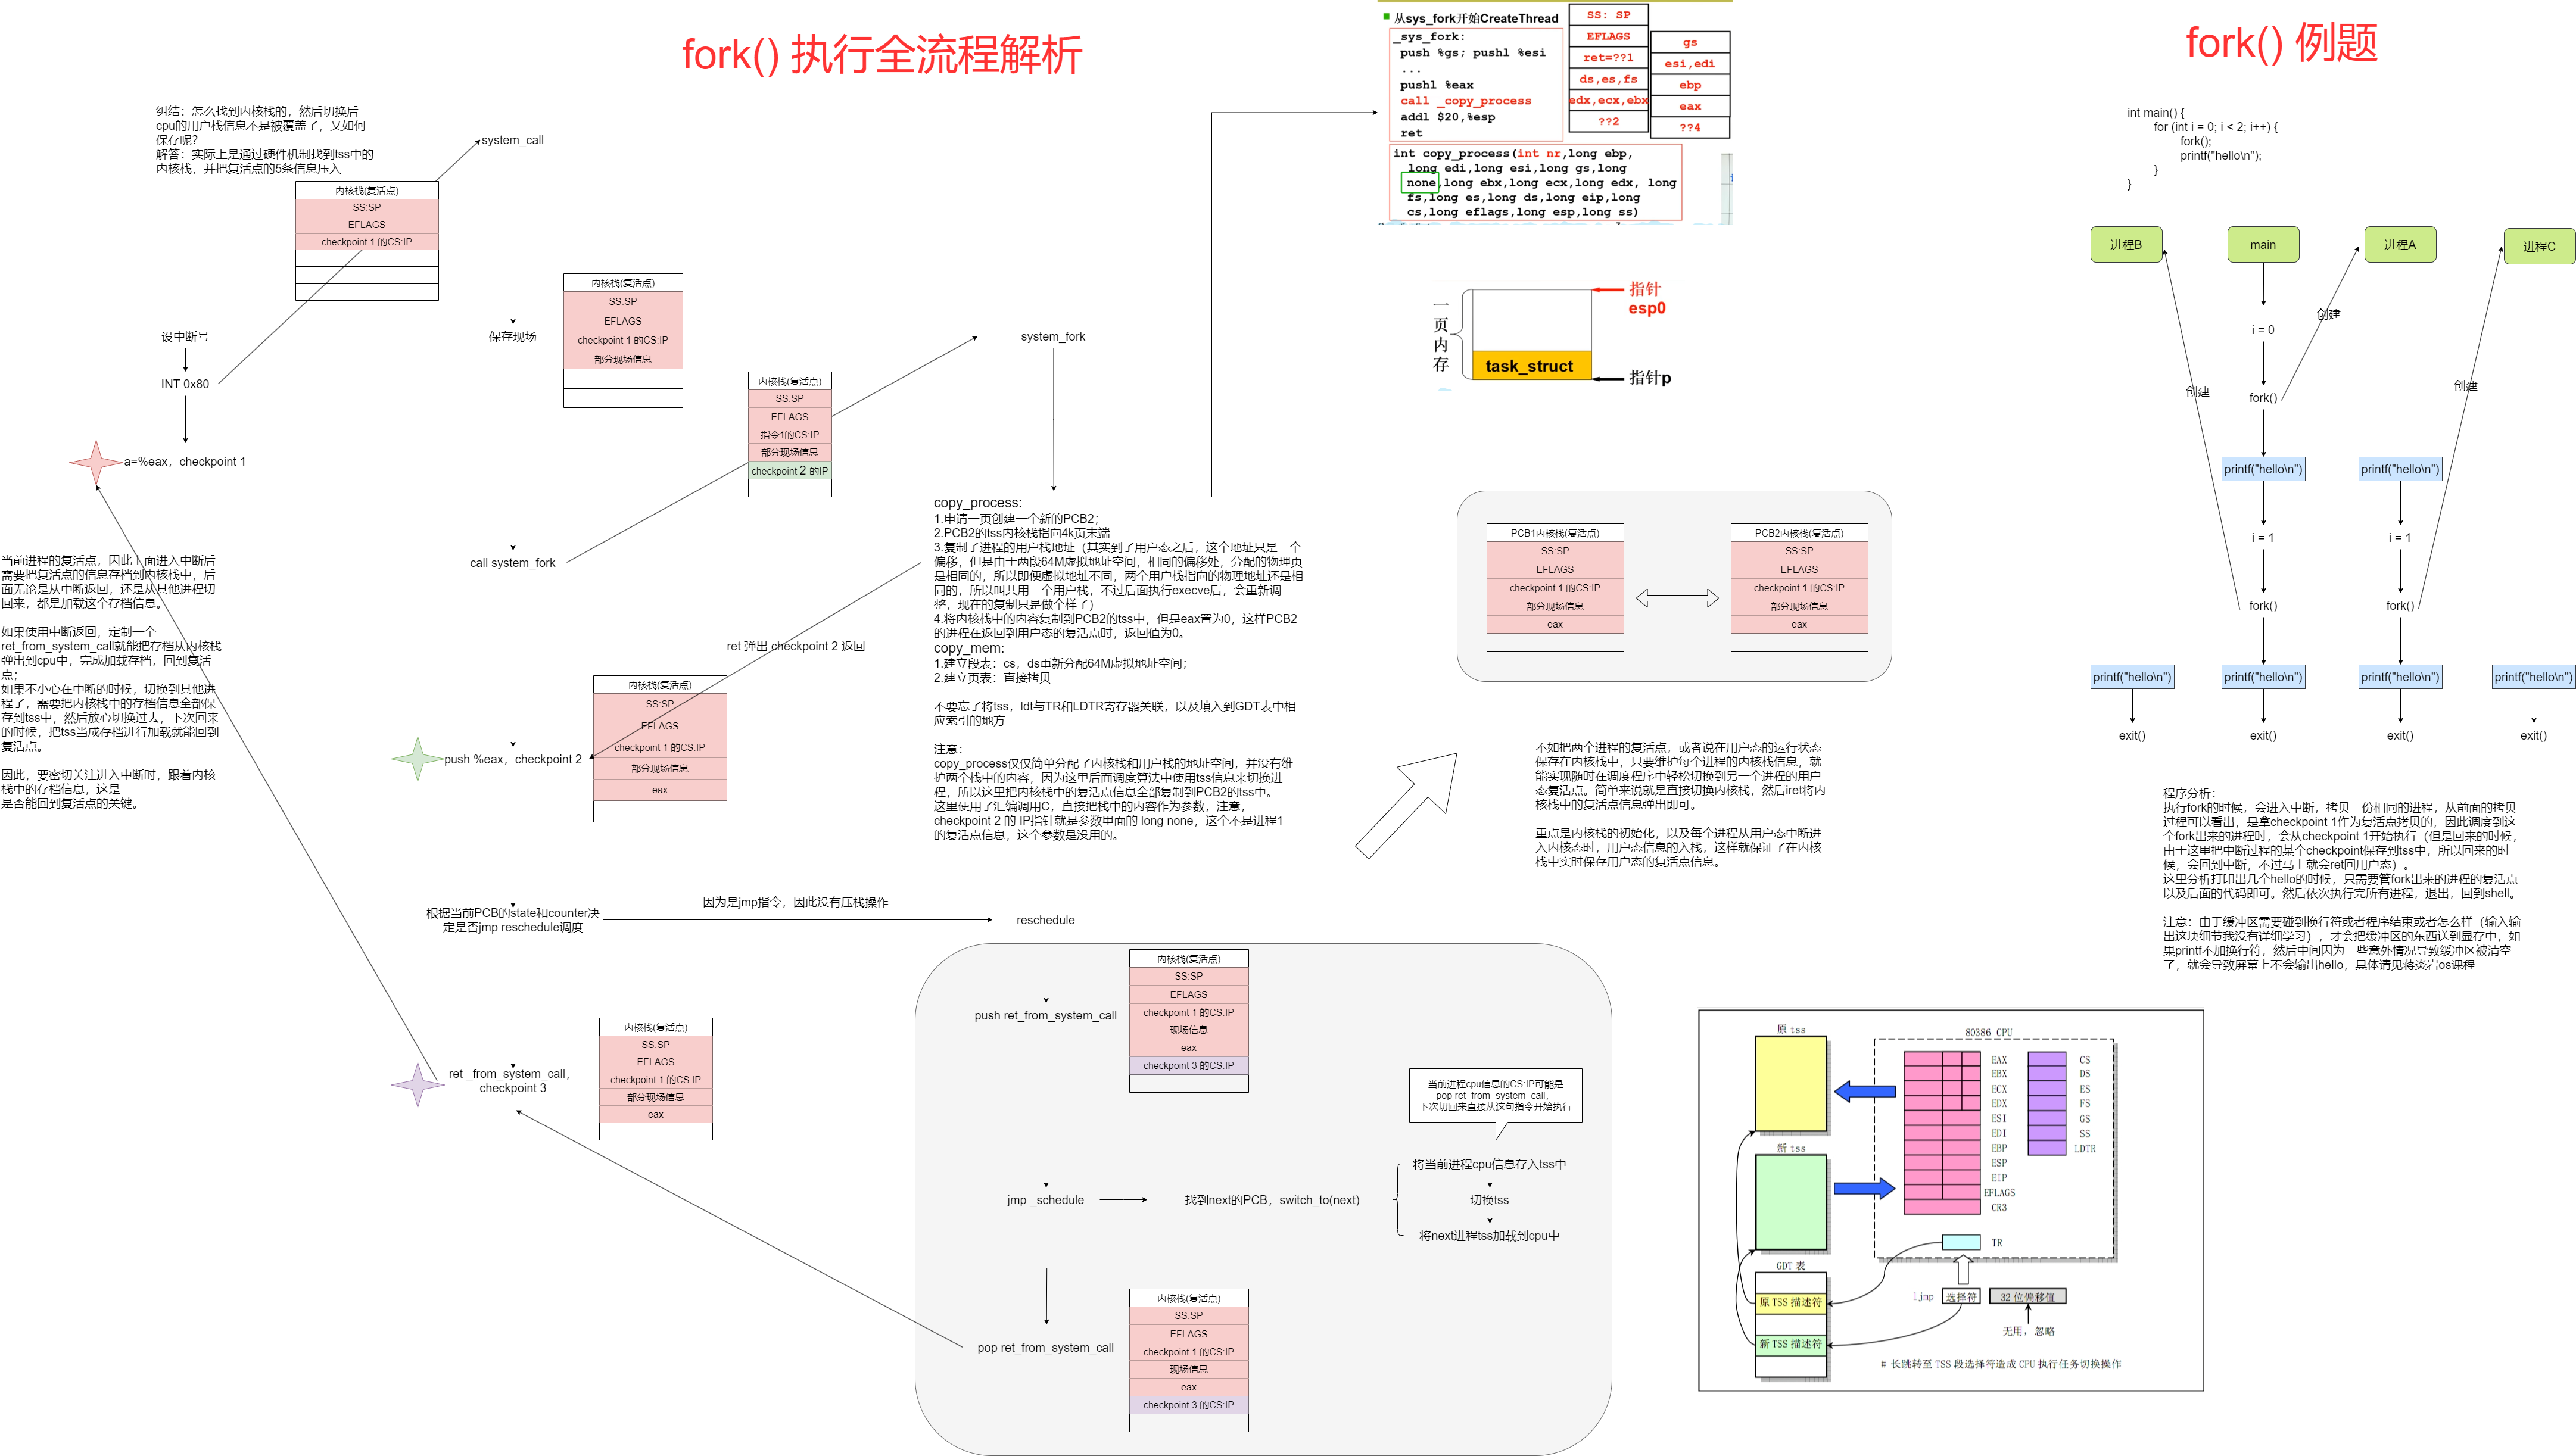 fork() 执行全流程解析
纠结：怎么找到内核栈的，然后切换后
cpu的用户栈信息不是被覆盖了，又如何
保存呢？
解答：实际上是通过硬件机制找到tss中的
内核栈，并把复活点的5条信息压入
内核栈(复活点)
SS:SP
EFLAGS
checkpoint 1 的CS:IP
设中断号
INT 0x80
a=%eax，checkpoint 1
当前进程的复活点，因此上面进入中断后
需要把复活点的信息存档到内核栈中，后
面无论是从中断返回，还是从其他进程切
回来，都是加载这个存档信息。
如果使用中断返回，定制一个
ret_from_system_call就能把存档从内核栈
弹出到cpu中，完成加载存档，回到复活
点；
如果不小心在中断的时候，切换到其他进
程了，需要把内核栈中的存档信息全部保
存到tss中，然后放心切换过去，下次回来
的时候，把tss当成存档进行加载就能回到
复活点。
因此，要密切关注进入中断时，跟着内核
栈中的存档信息，这是
是否能回到复活点的关键。
system_call
保存现场
内核栈(复活点)
SS:SP
EFLAGS
checkpoint 1 的CS:IP
部分现场信息
call system_fork
内核栈(复活点)
SS:SP
EFLAGS
指令1的CS:IP
部分现场信息
checkpoint 2 的IP
push %eax，checkpoint 2
内核栈(复活点)
SS:SP
EFLAGS
checkpoint 1 的CS:IP
部分现场信息
eax
根据当前PCB的state和counter决
定是否jmp reschedule调度
因为是jmp指令，因此没有压栈操作
ret _from_system_call，
checkpoint 3
内核栈(复活点)
SS:SP
EFLAGS
checkpoint 1 的CS:IP
部分现场信息
eax
system_fork
copy_process:
1.申请一页创建一个新的PCB2；
2.PCB2的tss内核栈指向4k页末端
3.复制子进程的用户栈地址（其实到了用户态之后，这个地址只是一个
偏移，但是由于两段64M虚拟地址空间，相同的偏移处，分配的物理页
是相同的，所以即便虚拟地址不同，两个用户栈指向的物理地址还是相
同的，所以叫共用一个用户栈，不过后面执行execve后，会重新调
整，现在的复制只是做个样子）
4.将内核栈中的内容复制到PCB2的tss中，但是eax置为0，这样PCB2
的进程在返回到用户态的复活点时，返回值为0。
copy_mem:
1.建立段表：cs，ds重新分配64M虚拟地址空间；
2.建立页表：直接拷贝
不要忘了将tss，ldt与TR和LDTR寄存器关联，以及填入到GDT表中相
应索引的地方
注意：
copy_process仅仅简单分配了内核栈和用户栈的地址空间，并没有维
护两个栈中的内容，因为这里后面调度算法中使用tss信息来切换进
程，所以这里把内核栈中的复活点信息全部复制到PCB2的tss中。
这里使用了汇编调用C，直接把栈中的内容作为参数，注意，
checkpoint 2 的 IP指针就是参数里面的 long none，这个不是进程1
的复活点信息，这个参数是没用的。
ret 弹出 checkpoint 2 返回
reschedule
push ret_from_system_call
内核栈(复活点)
SS:SP
EFLAGS
checkpoint 1 的CS:IP
现场信息
eax
checkpoint 3 的CS:IP
jmp _schedule
找到next的PCB，switch_to(next)
当前进程cpu信息的CS:IP可能是
pop ret_from_system_call，
下次切回来直接从这句指令开始执行
将当前进程cpu信息存入tss中
切换tss
将next进程tss加载到cpu中
pop ret_from_system_call
内核栈(复活点)
SS:SP
EFLAGS
checkpoint 1 的CS:IP
现场信息
eax
checkpoint 3 的CS:IP
从sys_fork开始CreateThread
_sys_fork:
push %gs; pushl %esi
...
pushl %eax
call _copy_process
addl $20,%esp
ret
SS: SP
EFLAGS
ret=??1
ds,es,fs
edx,ecx,ebx
??2
gs
esi,edi
ebp
eax
??4
int copy_process(int nr,long ebp,
long edi,long esi,long gs,long
none,long ebx,long ecx,long edx, long
fs,long es,long ds,long eip,long
cs,long eflags,long esp,long ss)
一页内存
指针
esp0
task_struct
指针p
PCB1内核栈(复活点)
SS:SP
EFLAGS
checkpoint 1 的CS:IP
部分现场信息
eax
PCB2内核栈(复活点)
SS:SP
EFLAGS
checkpoint 1 的CS:IP
部分现场信息
eax
不如把两个进程的复活点，或者说在用户态的运行状态
保存在内核栈中，只要维护每个进程的内核栈信息，就
能实现随时在调度程序中轻松切换到另一个进程的用户
态复活点。简单来说就是直接切换内核栈，然后iret将内
核栈中的复活点信息弹出即可。
重点是内核栈的初始化，以及每个进程从用户态中断进
入内核态时，用户态信息的入栈，这样就保证了在内核
栈中实时保存用户态的复活点信息。
fork() 例题
int main() {
for (int i = 0; i < 2; i++) {
fork();
printf("hello\n");
}
}
进程B
main
进程A
进程C
i = 0
创建
fork()
创建
创建
printf("hello\n")
printf("hello\n")
i = 1
i = 1
fork()
fork()
printf("hello\n")
printf("hello\n")
printf("hello\n")
printf("hello\n")
exit()
exit()
exit()
exit()
程序分析：
执行fork的时候，会进入中断，拷贝一份相同的进程，从前面的拷贝
过程可以看出，是拿checkpoint 1作为复活点拷贝的，因此调度到这
个fork出来的进程时，会从checkpoint 1开始执行（但是回来的时候，
由于这里把中断过程的某个checkpoint保存到tss中，所以回来的时
候，会回到中断，不过马上就会ret回用户态）。
这里分析打印出几个hello的时候，只需要管fork出来的进程的复活点
以及后面的代码即可。然后依次执行完所有进程，退出，回到shell。
注意：由于缓冲区需要碰到换行符或者程序结束或者怎么样（输入输
出这块细节我没有详细学习），才会把缓冲区的东西送到显存中，如
果printf不加换行符，然后中间因为一些意外情况导致缓冲区被清空
了，就会导致屏幕上不会输出hello，具体请见蒋炎岩os课程
原 tss
80386 CPU
EAX
EBX
ECX
EDX
ESI
EDI
EBP
ESP
EIP
EFLAGS
CR3
CS
DS
ES
FS
GS
SS
LDTR
新 tss
TR
GDT 表
原 TSS 描述符
新 TSS 描述符
ljmp
选择符
32 位偏移值
无用，忽略
# 长跳转至 TSS 段选择符造成 CPU 执行任务切换操作